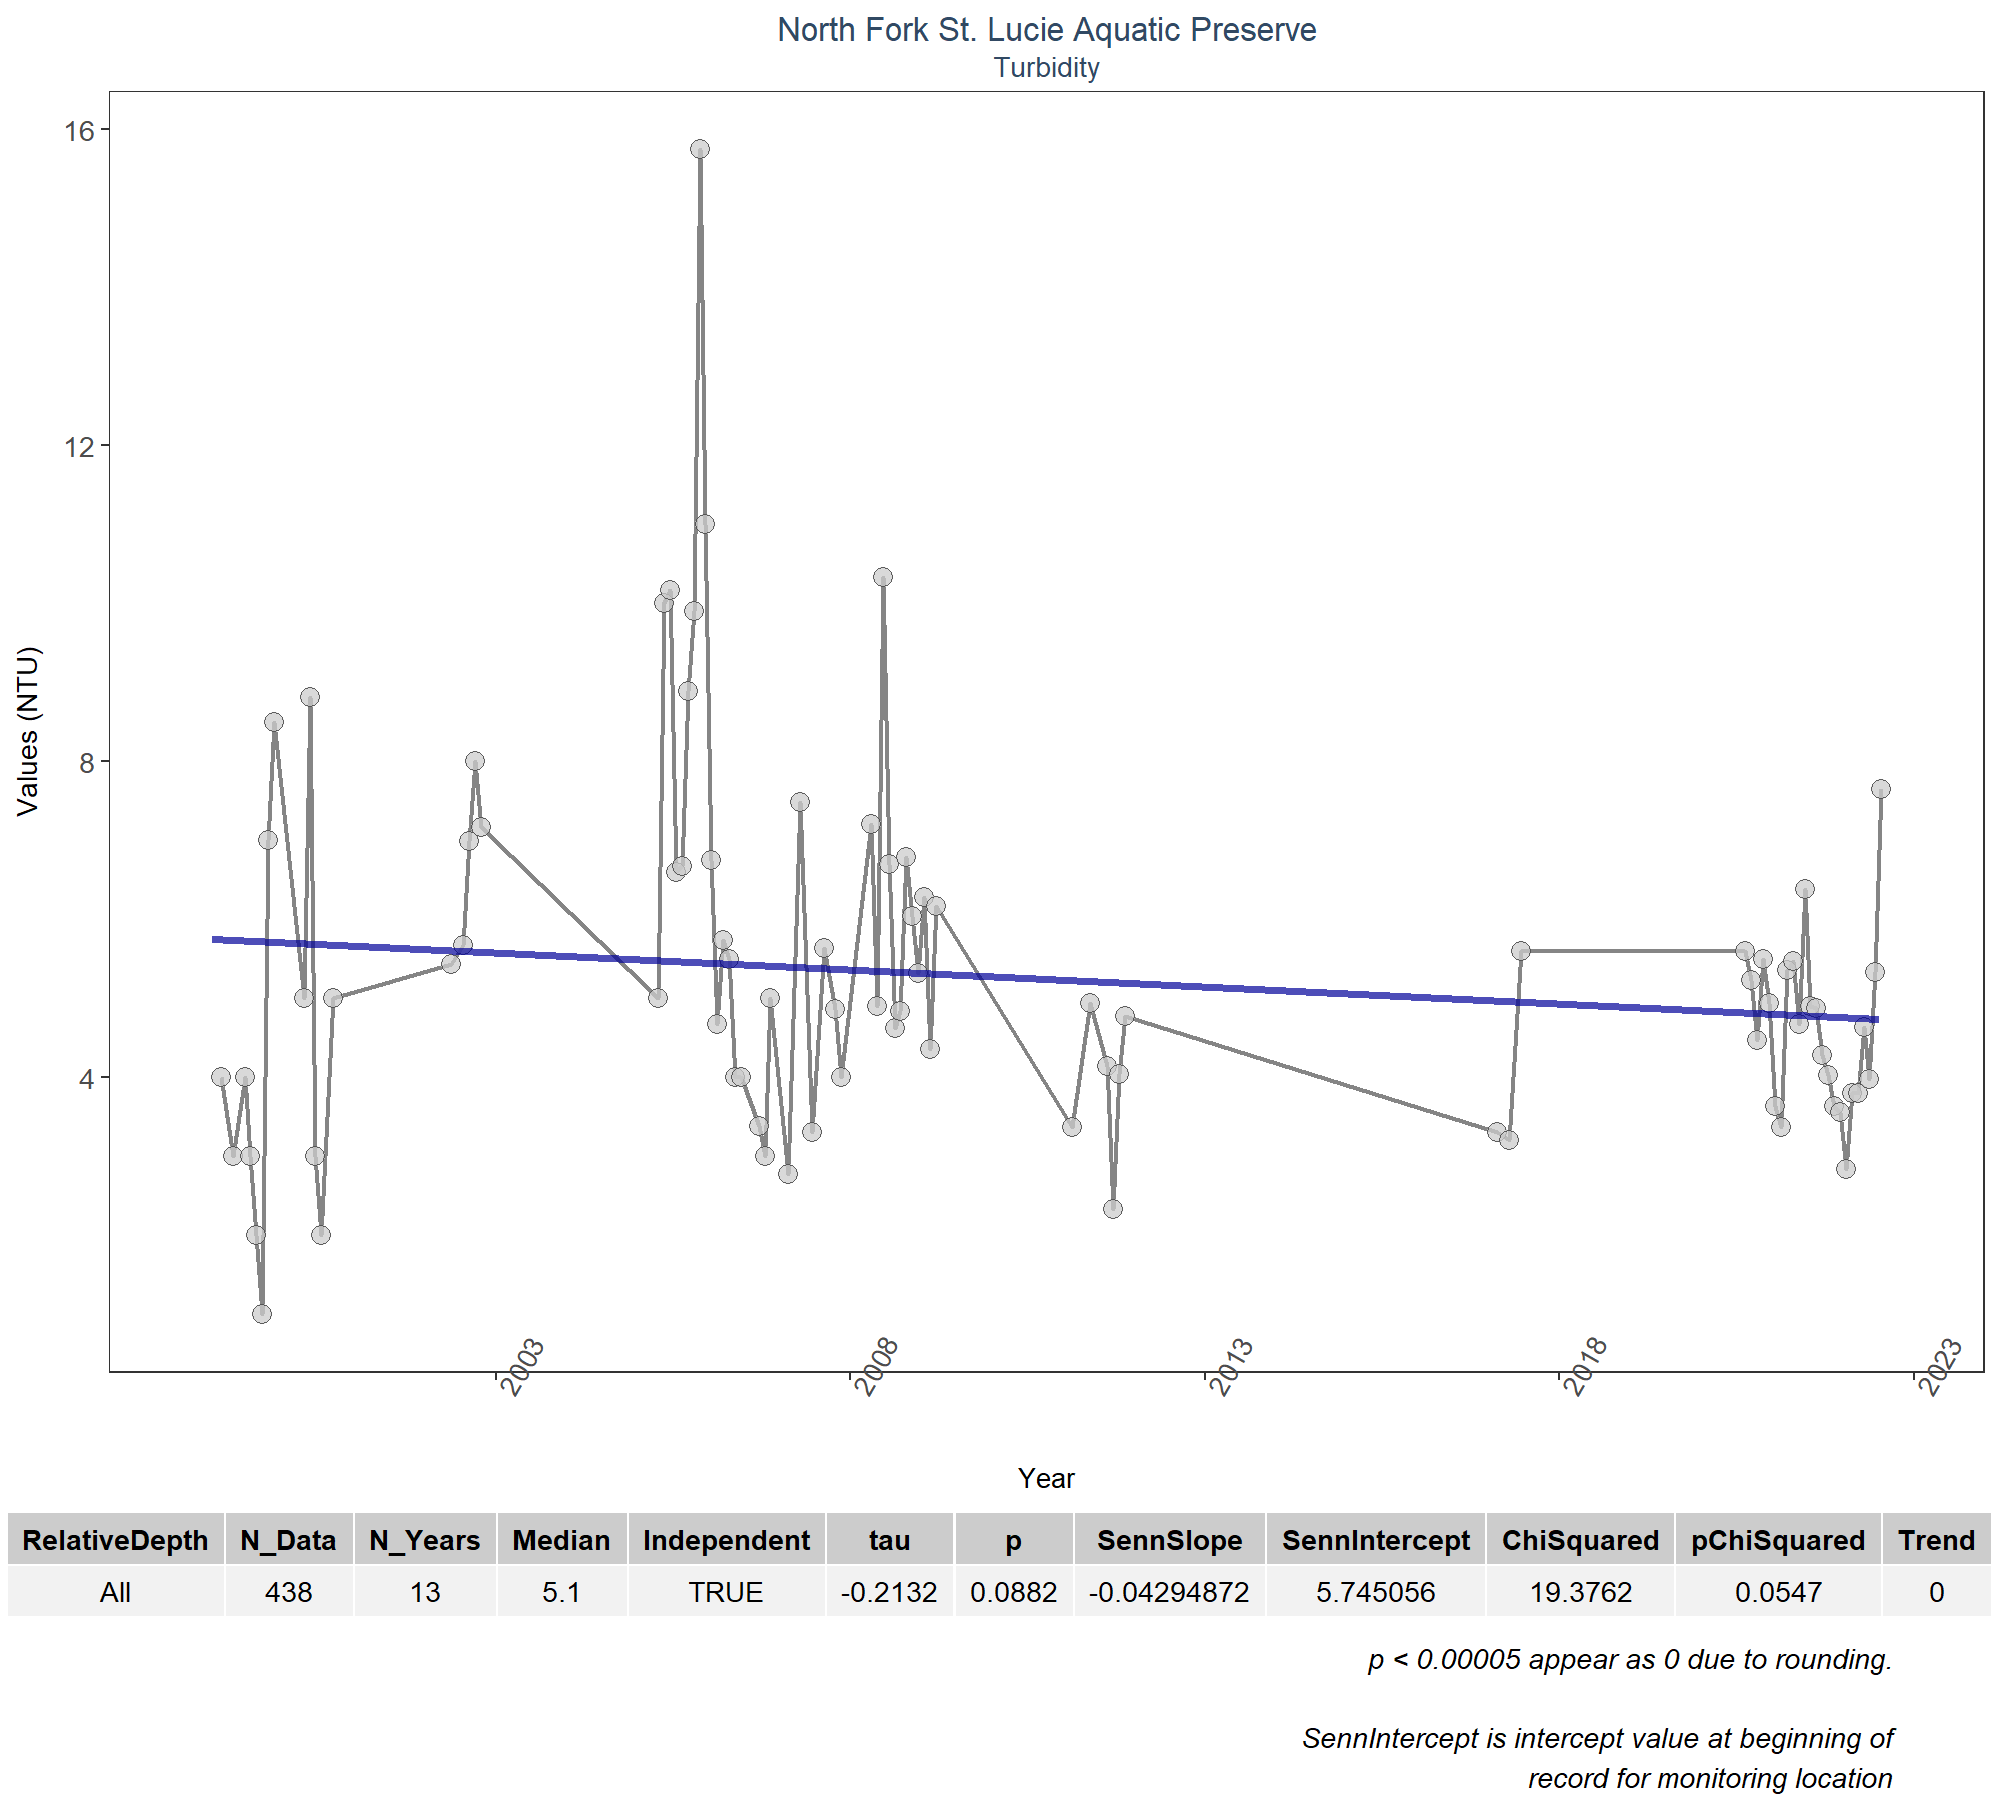 North Fork St. Lucie Aquatic Preserve
Turbidity
16
12
8
4
Values (NTU)
2003 2008 2013 2018 2023
Year
RelativeDepth N_Data N_Years Median Independent tau p SennSlope SennIntercept ChiSquared pChiSquared Trend
All 438 13 5.1 TRUE -0.2132 0.0882 -0.04294872 5.745056 19.3762 0.0547 0
p < 0.00005 appear as 0 due to rounding.
SennIntercept is intercept value at beginning of
record for monitoring location